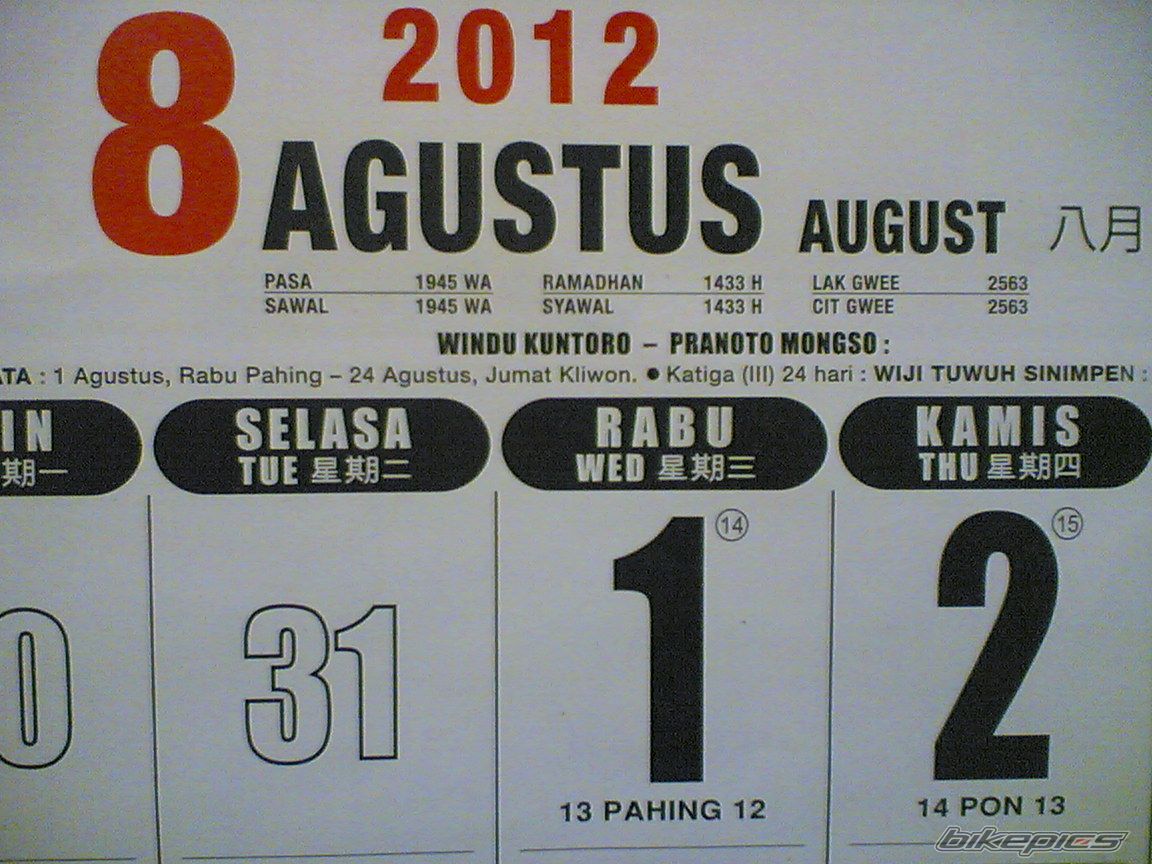 8 2012
AGUSTUS AUGUST 八月
PASA 1945 WA RAMADHAN 1433 H LAK GWEE 2563
SAWAL 1945 WA SYAWAL 1433 H CIT GWEE 2563
WINDU KUNTORO – PRANOTO MONGSO :
ATA : 1 Agustus, Rabu Pahing – 24 Agustus, Jumat Kliwon. ● Katiga (III) 24 hari : WIJI TUWUH SINIMPEN :
IN SELASA RABU KAMIS
期一 TUE 星期二 WED 星期三 THU 星期四
14 15
0 31 1 2
13 PAHING 12 14 PON 13
bikepics